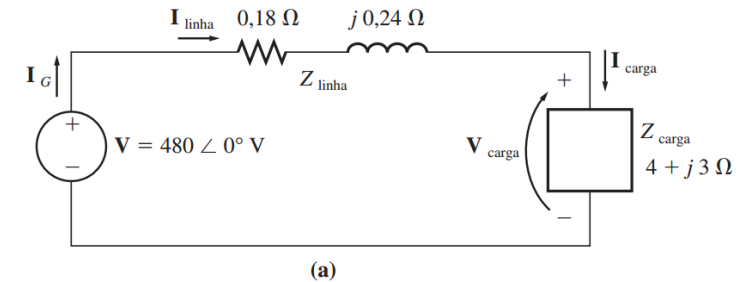 I linha 0,18 Ω j 0,24 Ω
I G
Z linha
I carga
+
V = 480 ∠ 0° V
–
+
V carga
–
Z carga
4 + j 3 Ω
(a)